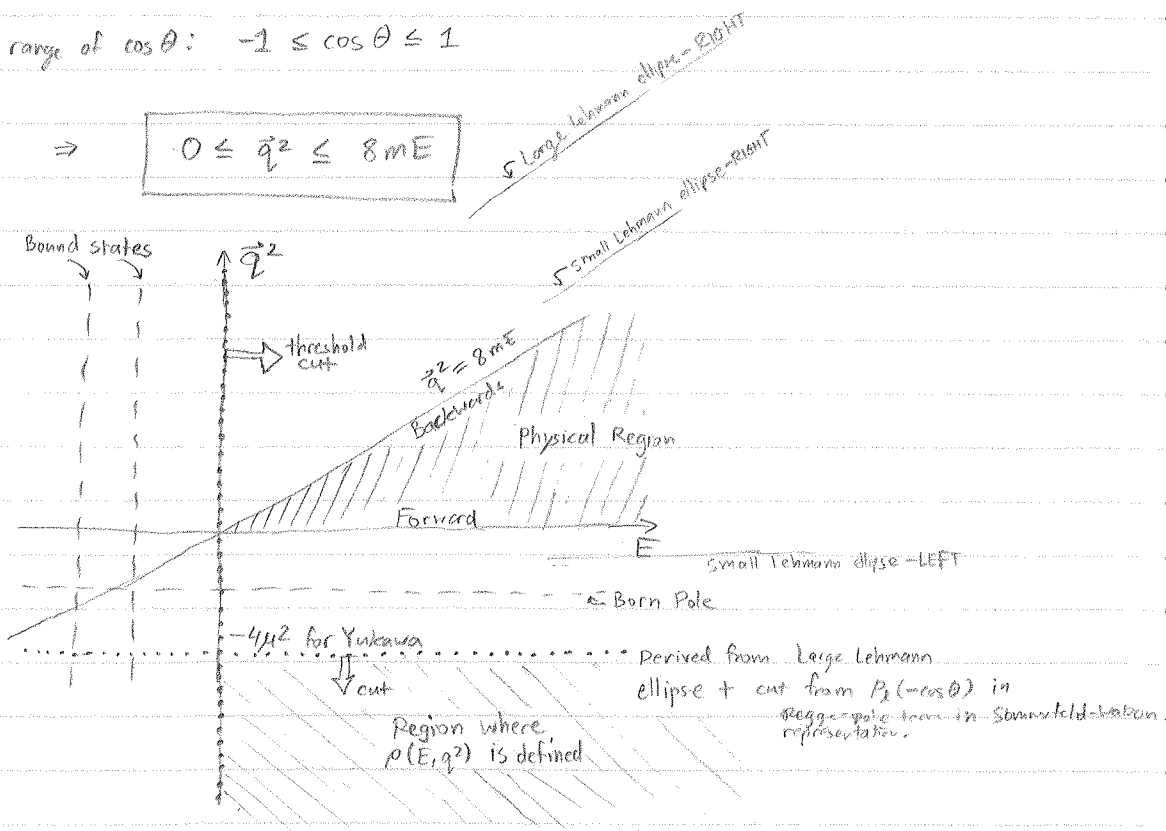 range of cos θ: -1 ≤ cos θ ≤ 1
⇒ 0 ≤ q⃗² ≤ 8mE
Large Lehmann ellipse-RIGHT
small Lehmann ellipse-RIGHT
Bound states
q⃗²
threshold
cut
q⃗² = 8mE
Backwards
Physical Region
Forward
E
small Lehmann ellipse-LEFT
Born Pole
-4μ² for Yukawa
cut
Derived from Large Lehmann
ellipse + cut from Pℓ(-cosθ) in
Regge-pole term in Sommerfeld-Watson
representation.
Region where
ρ(E, q²) is defined